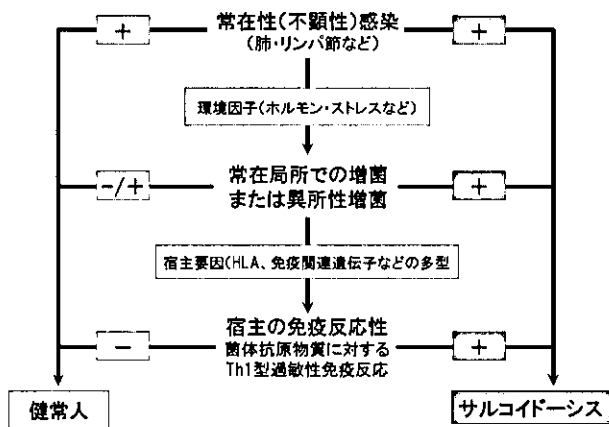 常在性(不顕性)感染
(肺・リンパ節など)
+
+
環境因子(ホルモン・ストレスなど)
常在局所での増菌
または異所性増菌
-/+
+
宿主要因(HLA、免疫関連遺伝子などの多型
宿主の免疫反応性
菌体抗原物質に対する
Th1型過敏性免疫反応
-
+
健常人
サルコイドーシス